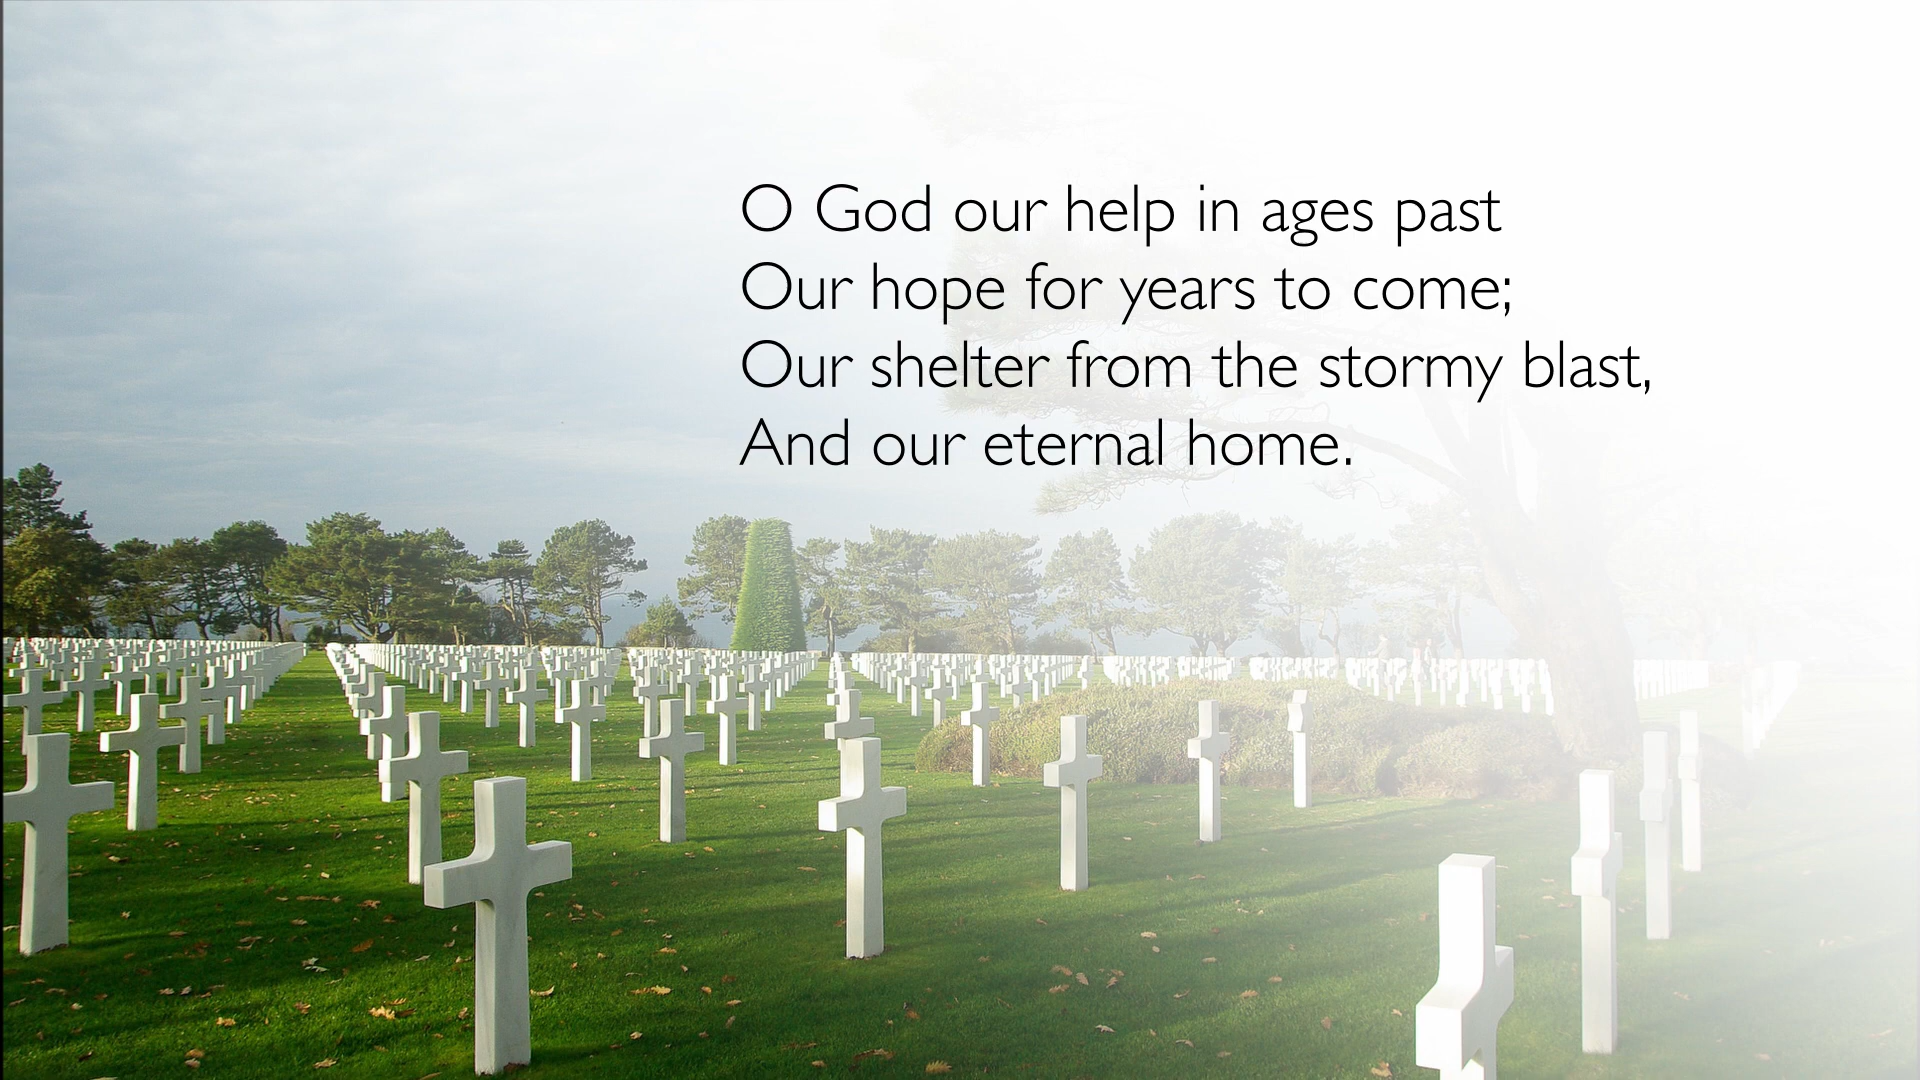 O God our help in ages past
Our hope for years to come;
Our shelter from the stormy blast,
And our eternal home.